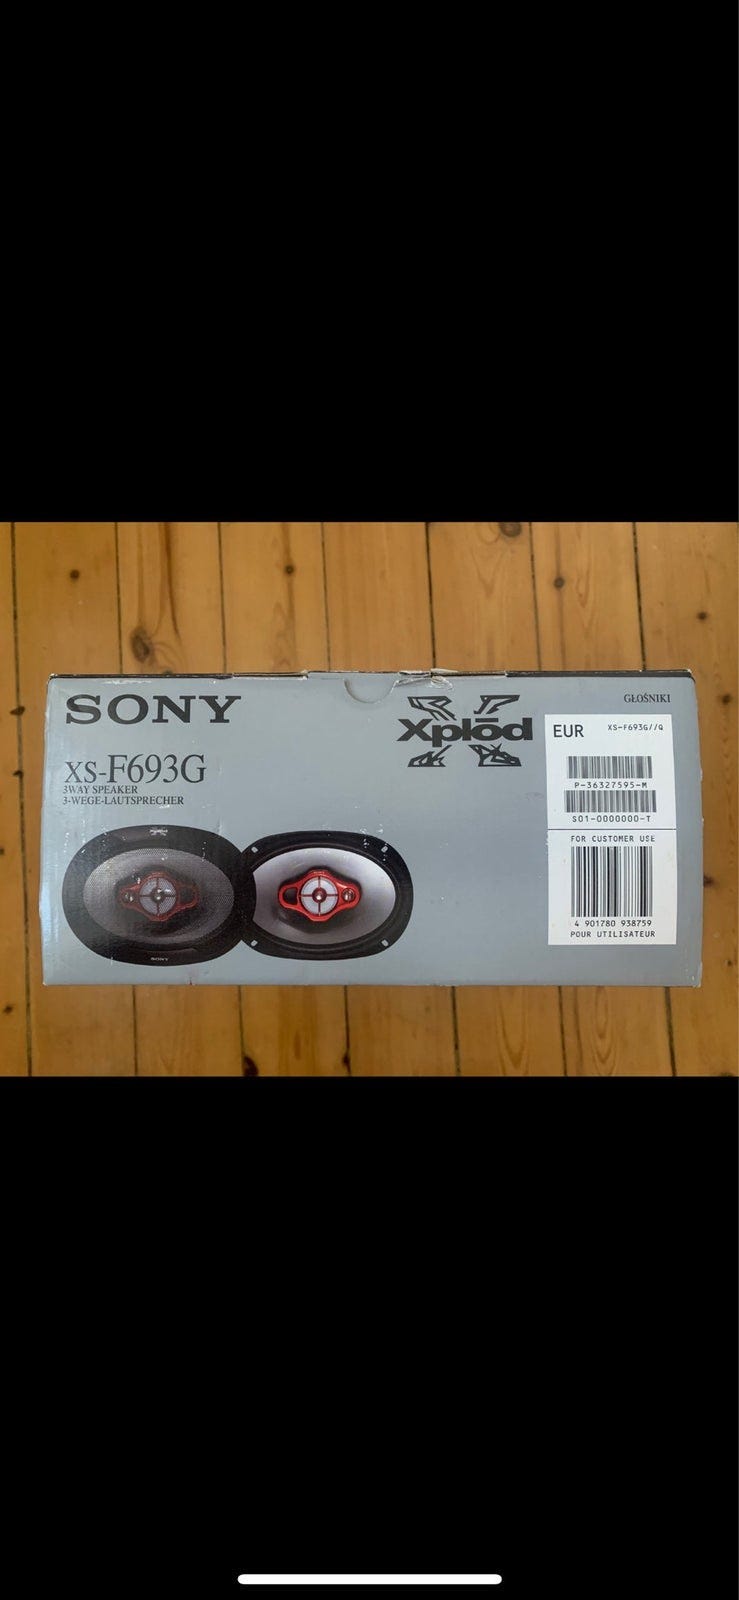 SONY
Xplōd
GŁOŚNIKI
XS-F693G
3WAY SPEAKER
3-WEGE-LAUTSPRECHER
EUR XS-F693G//Q
P-36327595-M
S01-0000000-T
FOR CUSTOMER USE
4 901780 938759
POUR UTILISATEUR
SONY